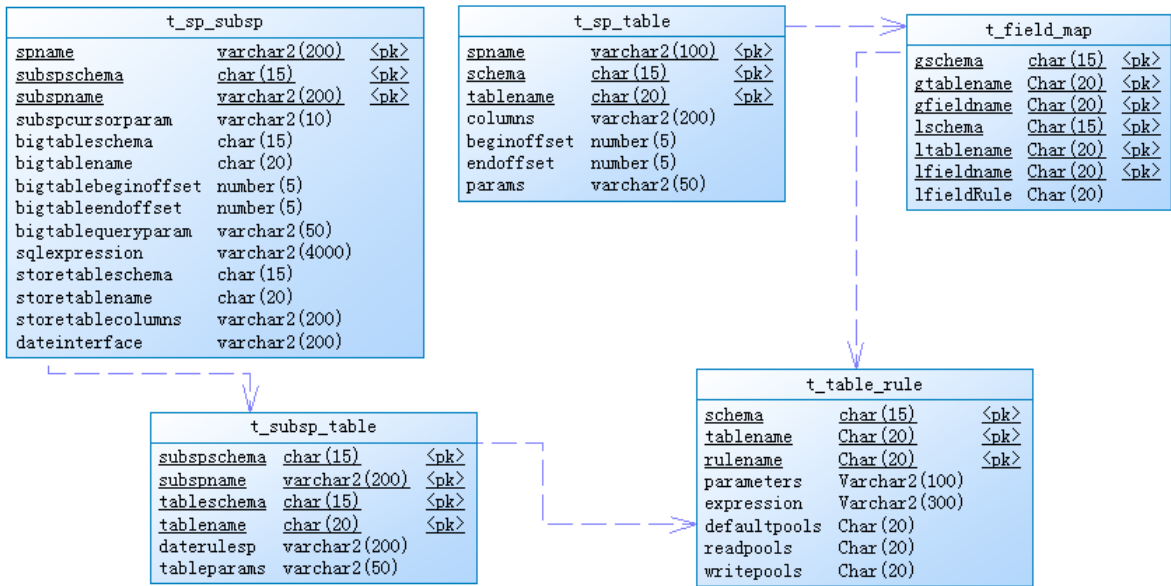 t_sp_subsp
spname varchar2(200) <pk>
subspschema char(15) <pk>
subspname varchar2(200) <pk>
subspcursorparam varchar2(10)
bigtableschema char(15)
bigtablename char(20)
bigtablebeginoffset number(5)
bigtableendoffset number(5)
bigtablequeryparam varchar2(50)
sqlexpression varchar2(4000)
storetableschema char(15)
storetablename char(20)
storetablecolumns varchar2(200)
dateinterface varchar2(200)
t_sp_table
spname varchar2(100) <pk>
schema char(15) <pk>
tablename char(20) <pk>
columns varchar2(200)
beginoffset number(5)
endoffset number(5)
params varchar2(50)
t_field_map
gschema char(15) <pk>
gtablename Char(20) <pk>
gfieldname Char(20) <pk>
lschema Char(15) <pk>
ltablename Char(20) <pk>
lfieldname Char(20) <pk>
lfieldRule Char(20)
t_subsp_table
subspschema char(15) <pk>
subspname varchar2(200) <pk>
tableschema char(15) <pk>
tablename char(20) <pk>
daterulesp varchar2(200)
tableparams varchar2(50)
t_table_rule
schema char(15) <pk>
tablename Char(20) <pk>
rulename Char(20) <pk>
parameters Varchar2(100)
expression Varchar2(300)
defaultpools Char(20)
readpools Char(20)
writepools Char(20)